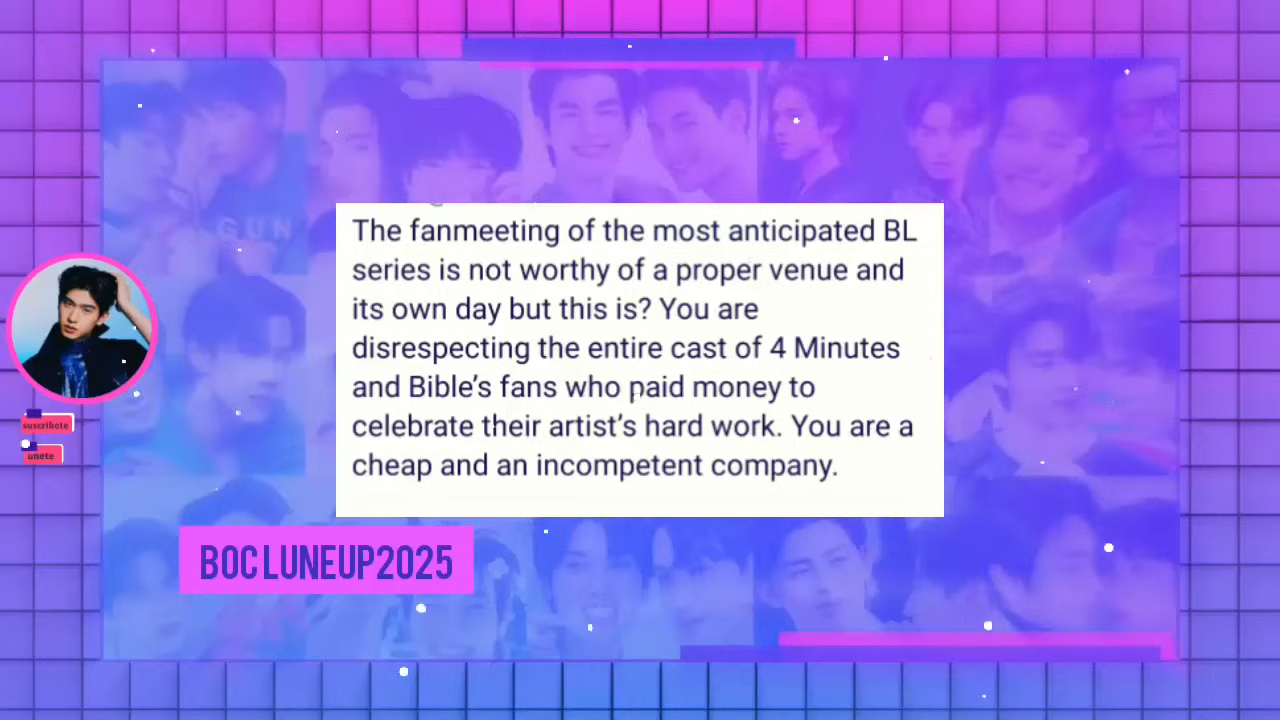 GUN
The fanmeeting of the most anticipated BL
series is not worthy of a proper venue and
its own day but this is? You are
disrespecting the entire cast of 4 Minutes
and Bible’s fans who paid money to
celebrate their artist’s hard work. You are a
cheap and an incompetent company.
suscribete
unete
BOC LUNEUP2025